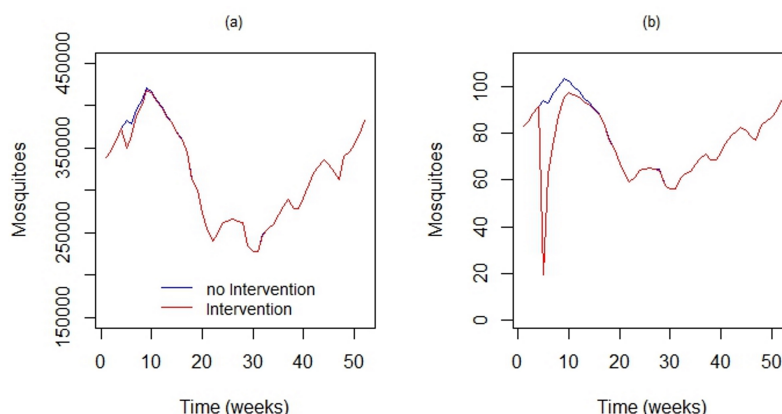 (a)
450000
350000
250000
150000
Mosquitoes
no Intervention
Intervention
0 10 20 30 40 50
Time (weeks)
(b)
100
80
60
40
20
0
Mosquitoes
0 10 20 30 40 50
Time (weeks)